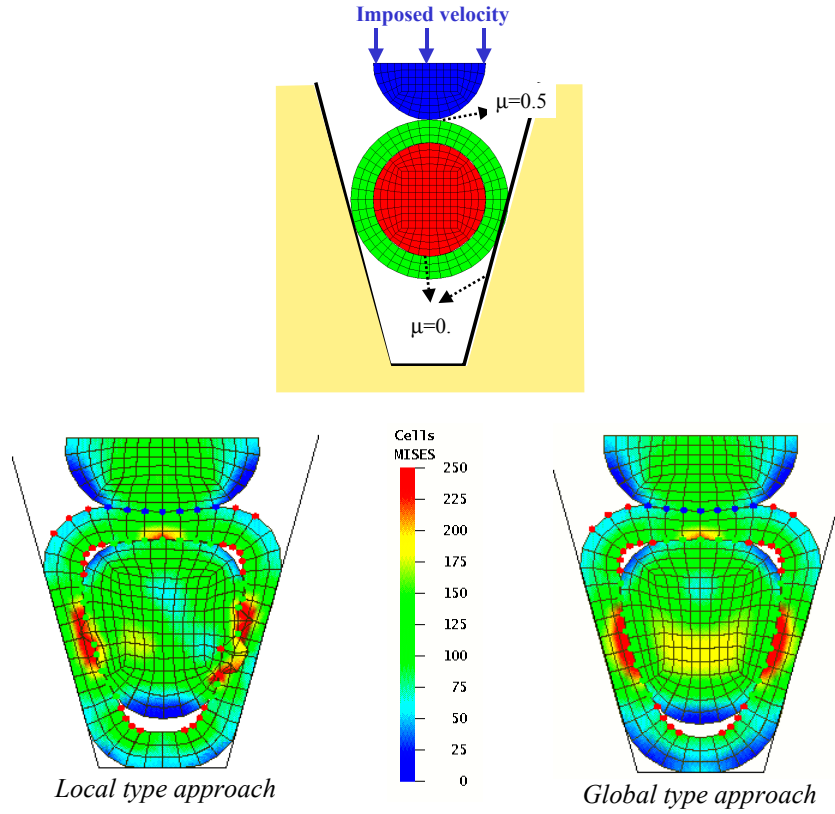 Imposed velocity
μ=0.5
μ=0.
Cells
MISES
250
225
200
175
150
125
100
75
50
25
0
Local type approach
Global type approach